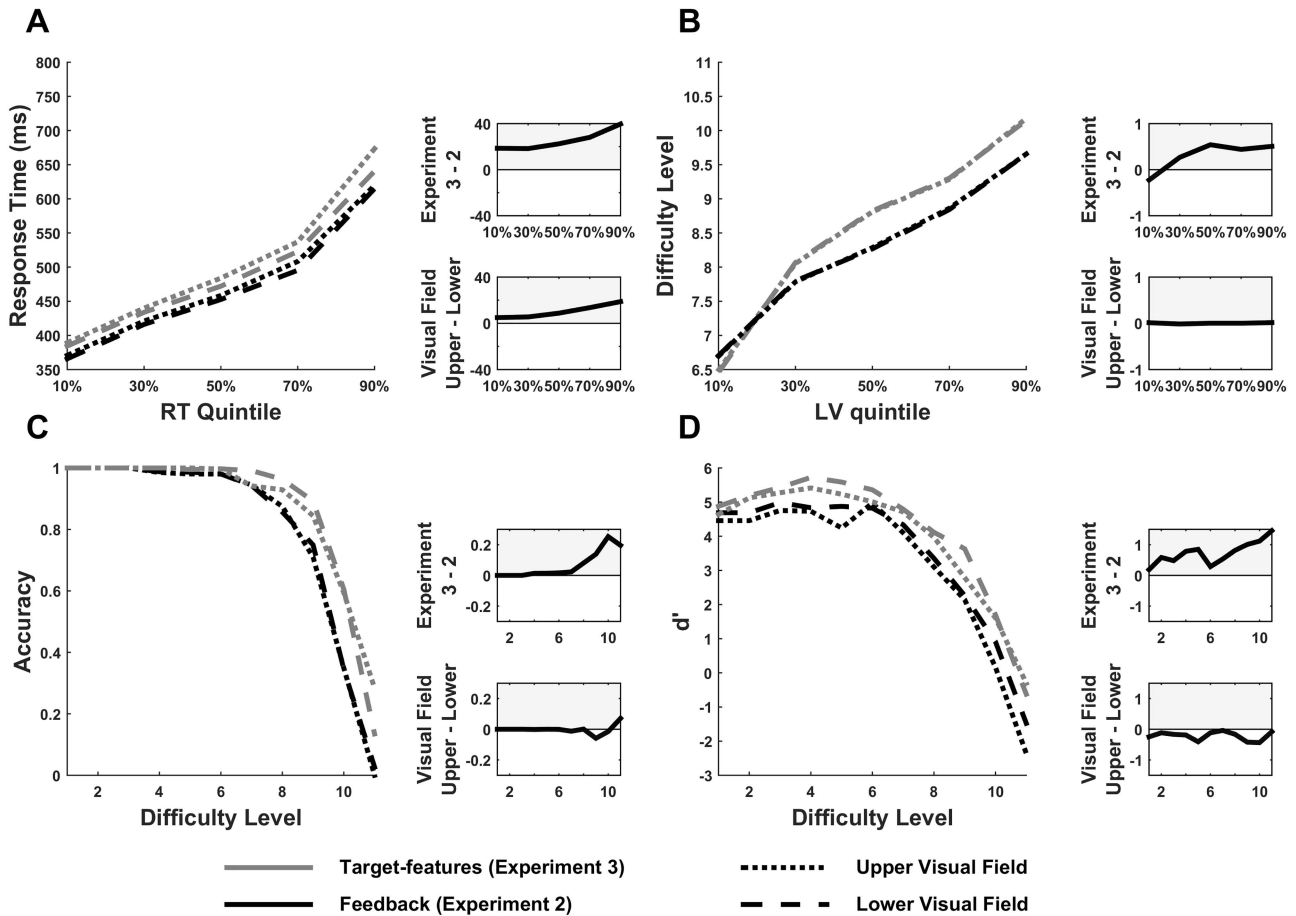 A
800
750
700
650
600
550
500
450
400
350
Response Time (ms)
10% 30% 50% 70% 90%
RT Quintile
Experiment
3 - 2
40
0
-40
10% 30% 50% 70% 90%
Visual Field
Upper - Lower
40
0
-40
10% 30% 50% 70% 90%
B
11
10.5
10
9.5
9
8.5
8
7.5
7
6.5
Difficulty Level
10% 30% 50% 70% 90%
LV quintile
Experiment
3 - 2
1
0
-1
10% 30% 50% 70% 90%
Visual Field
Upper - Lower
1
0
-1
10% 30% 50% 70% 90%
C
1
0.8
0.6
0.4
0.2
0
Accuracy
2 4 6 8 10
Difficulty Level
Experiment
3 - 2
0.2
0
-0.2
2 6 10
Visual Field
Upper - Lower
0.2
0
-0.2
2 6 10
D
6
5
4
3
2
1
0
-1
-2
-3
d'
2 4 6 8 10
Difficulty Level
Experiment
3 - 2
1
0
-1
2 6 10
Visual Field
Upper - Lower
1
0
-1
2 6 10
Target-features (Experiment 3)
Feedback (Experiment 2)
Upper Visual Field
Lower Visual Field